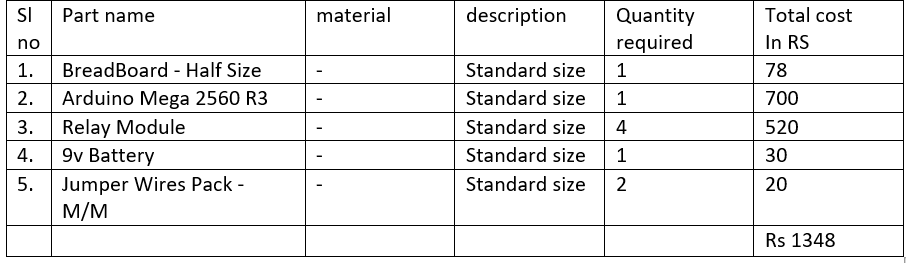 Sl no | Part name | material | description | Quantity required | Total cost In RS
1. | BreadBoard - Half Size | - | Standard size | 1 | 78
2. | Arduino Mega 2560 R3 | - | Standard size | 1 | 700
3. | Relay Module | - | Standard size | 4 | 520
4. | 9v Battery | - | Standard size | 1 | 30
5. | Jumper Wires Pack - M/M | - | Standard size | 2 | 20
Rs 1348